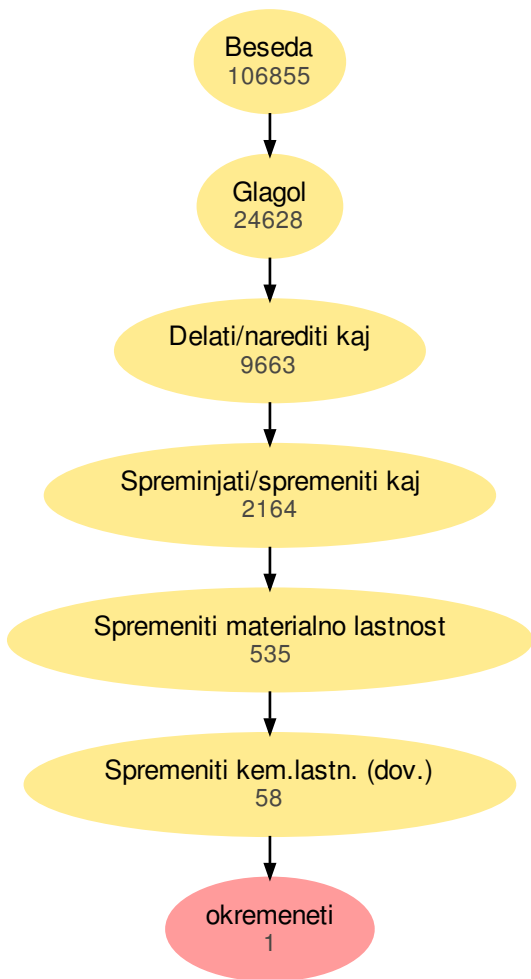 Beseda
106855
Glagol
24628
Delati/narediti kaj
9663
Spreminjati/spremeniti kaj
2164
Spremeniti materialno lastnost
535
Spremeniti kem.lastn. (dov.)
58
okremeneti
1